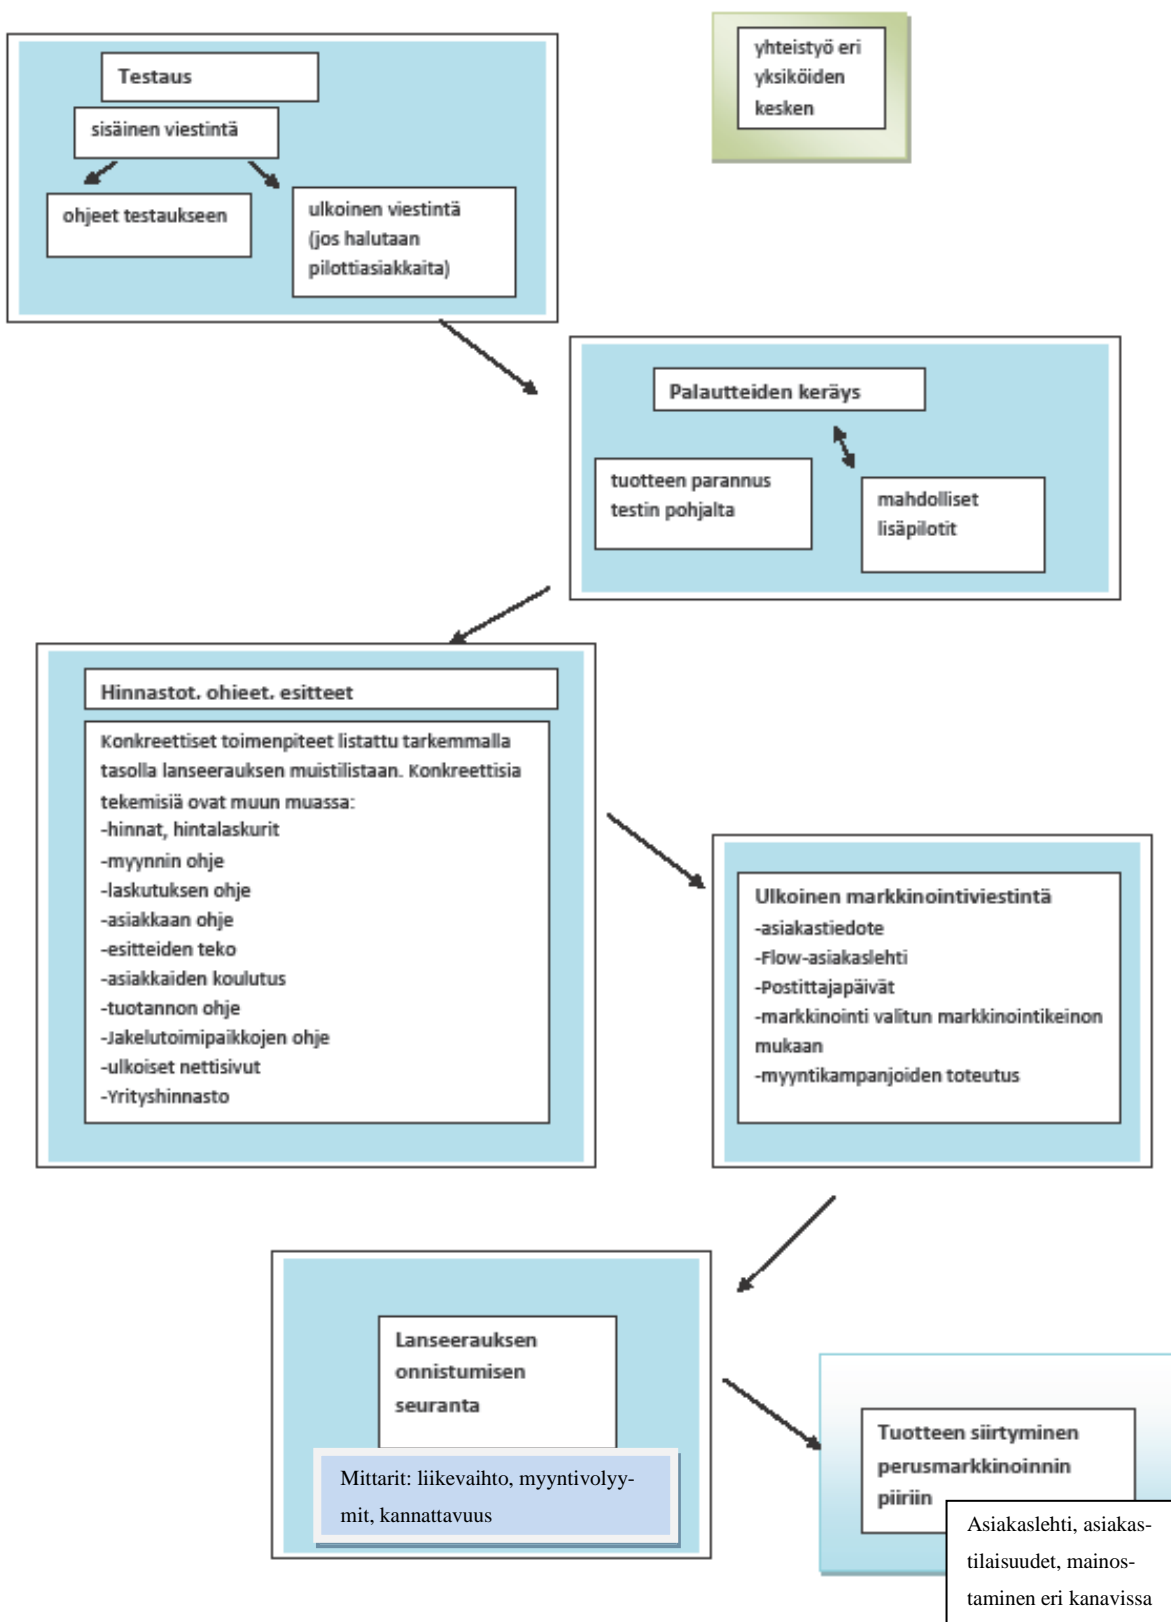 yhteistyö eri
yksiköiden
kesken
Testaus
sisäinen viestintä
ohjeet testaukseen
ulkoinen viestintä
(jos halutaan
pilottiasiakkaita)
Palautteiden keräys
tuotteen parannus
testin pohjalta
mahdolliset
lisäpilotit
Hinnastot. ohieet. esitteet
Konkreettiset toimenpiteet listattu tarkemmalla
tasolla lanseerauksen muistilistaan. Konkreettisia
tekemisiä ovat muun muassa:
-hinnat, hintalaskurit
-myynnin ohje
-laskutuksen ohje
-asiakkaan ohje
-esitteiden teko
-asiakkaiden koulutus
-tuotannon ohje
-Jakelutoimipaikkojen ohje
-ulkoiset nettisivut
-Yrityshinnasto
Ulkoinen markkinointiviestintä
-asiakastiedote
-Flow-asiakaslehti
-Postittajapäivät
-markkinointi valitun markkinointikeinon
mukaan
-myyntikampanjoiden toteutus
Lanseerauksen
onnistumisen
seuranta
Mittarit: liikevaihto, myyntivolyy-
mit, kannattavuus
Tuotteen siirtyminen
perusmarkkinoinnin
piiriin
Asiakaslehti, asiakas-
tilaisuudet, mainos-
taminen eri kanavissa